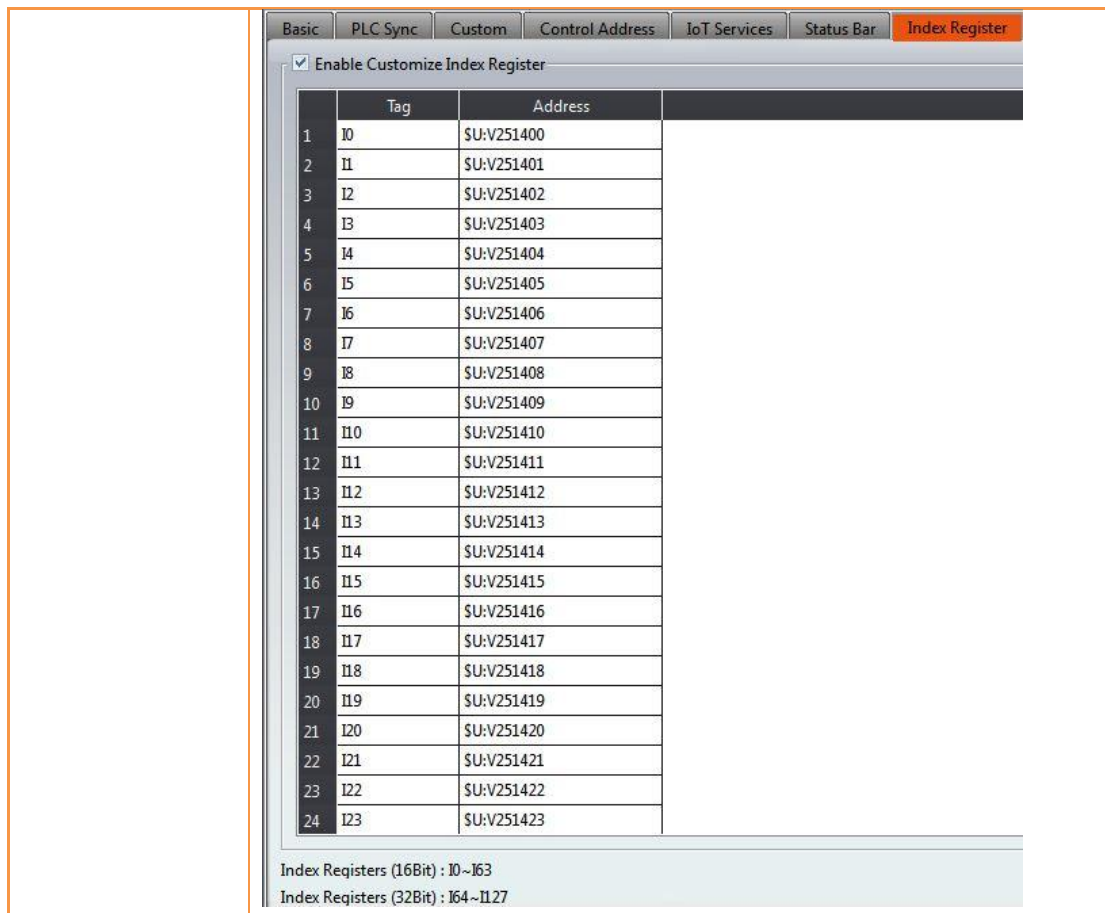 Basic PLC Sync Custom Control Address IoT Services Status Bar Index Register
Enable Customize Index Register
Tag Address
1 I0 $U:V251400
2 I1 $U:V251401
3 I2 $U:V251402
4 I3 $U:V251403
5 I4 $U:V251404
6 I5 $U:V251405
7 I6 $U:V251406
8 I7 $U:V251407
9 I8 $U:V251408
10 I9 $U:V251409
11 I10 $U:V251410
12 I11 $U:V251411
13 I12 $U:V251412
14 I13 $U:V251413
15 I14 $U:V251414
16 I15 $U:V251415
17 I16 $U:V251416
18 I17 $U:V251417
19 I18 $U:V251418
20 I19 $U:V251419
21 I20 $U:V251420
22 I21 $U:V251421
23 I22 $U:V251422
24 I23 $U:V251423
Index Registers (16Bit) : I0~I63
Index Registers (32Bit) : I64~I127